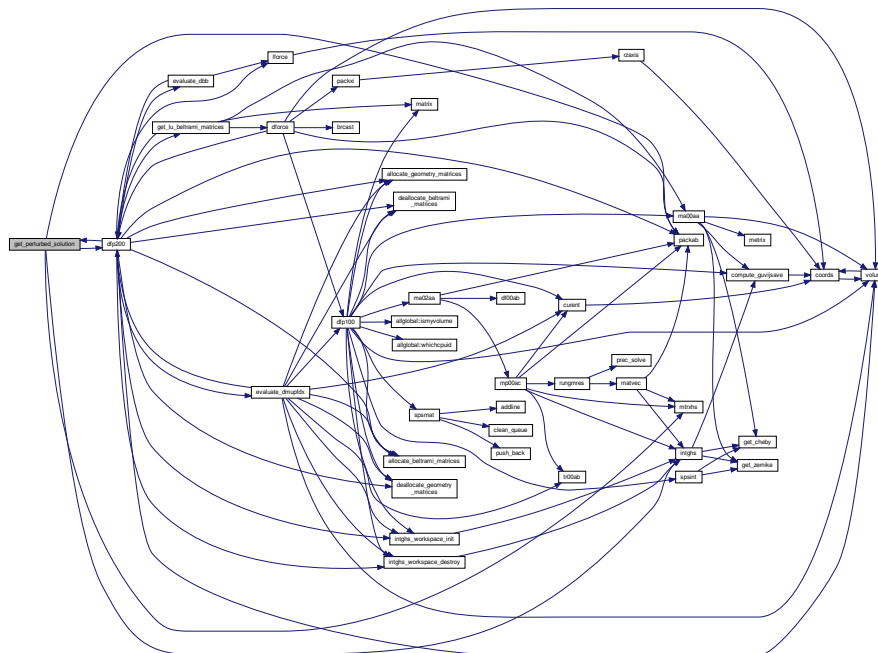 get_perturbed_solution
dfp200
evaluate_dbb
lforce
get_lu_beltrami_matrices
dforce
packxi
brcast
matrix
rzaxis
allocate_geometry_matrices
deallocate_beltrami
_matrices
ma00aa
packab
matrix
compute_guvijsave
coords
evaluate_dmupfdx
dfp100
ma02aa
df00ab
curent
allglobal::ismyvolume
allglobal::whichcpuid
mp00ac
rungmres
prec_solve
matvec
mtrxhs
spsmat
addline
clean_queue
push_back
tr00ab
intghs
spsint
get_cheby
get_zernike
allocate_beltrami_matrices
deallocate_geometry
_matrices
intghs_workspace_init
intghs_workspace_destroy